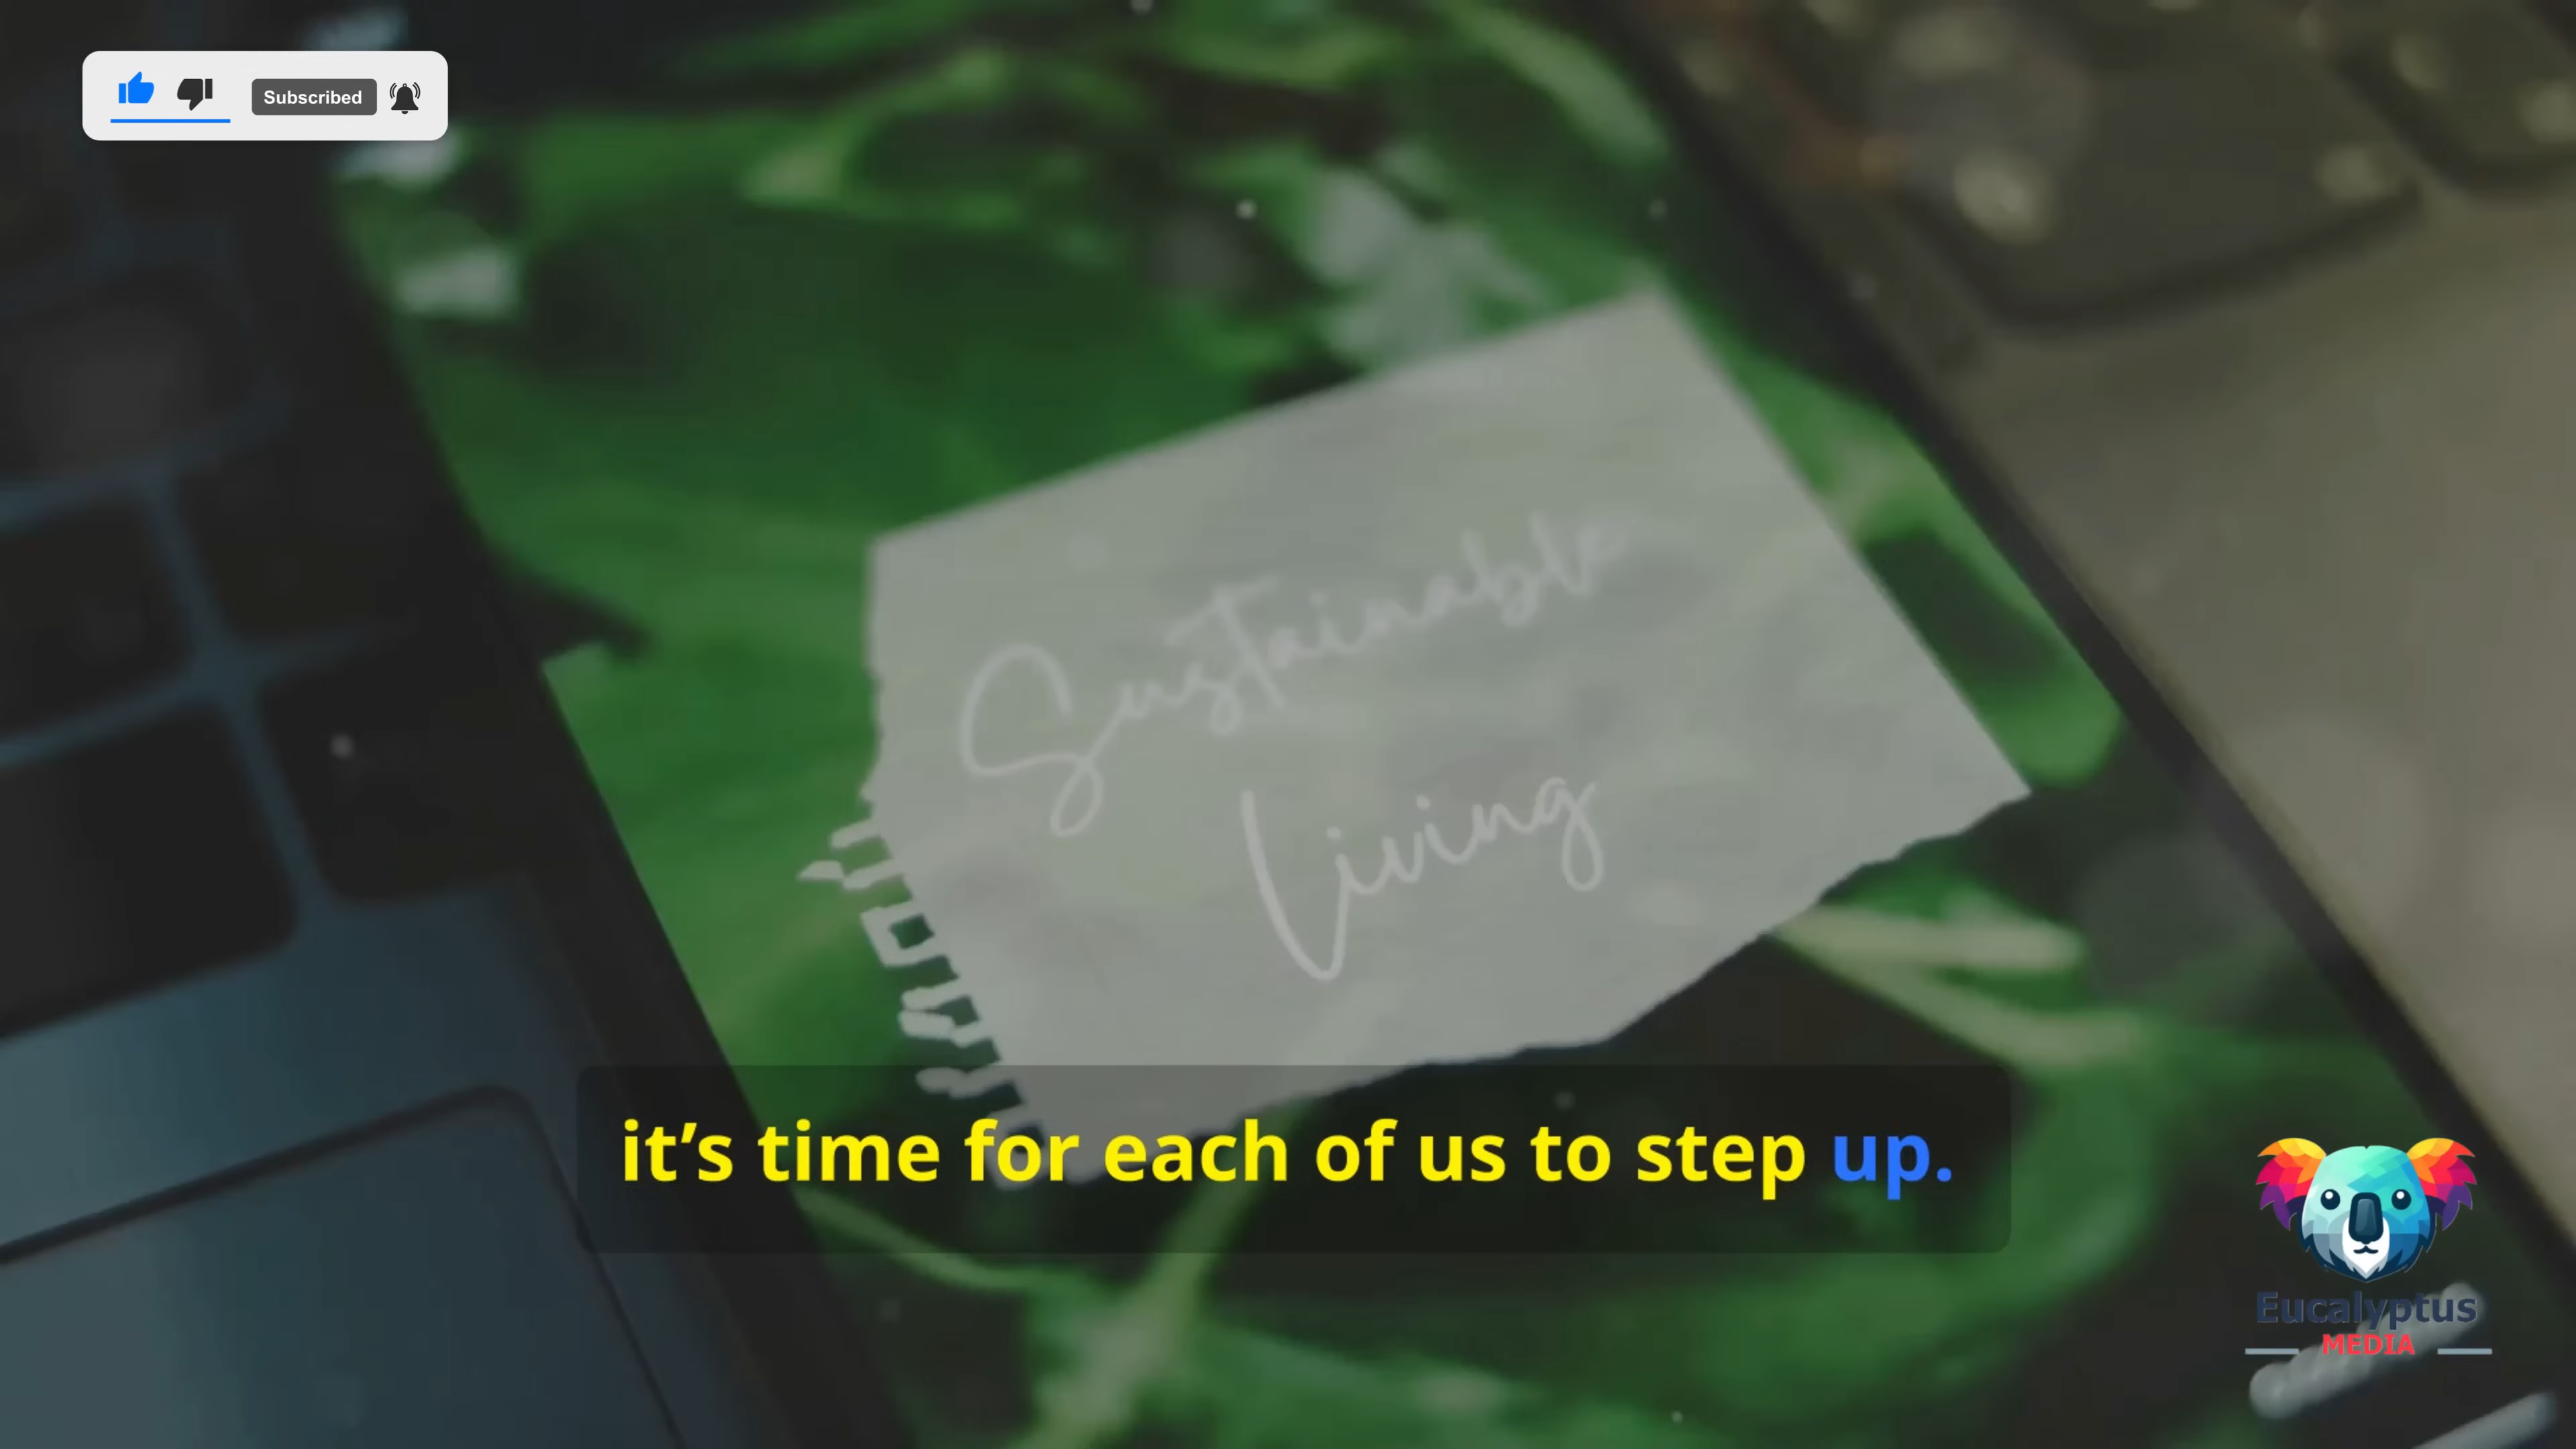 Subscribed
Sustainable
Living
it’s time for each of us to step up.
Eucalyptus
MEDIA